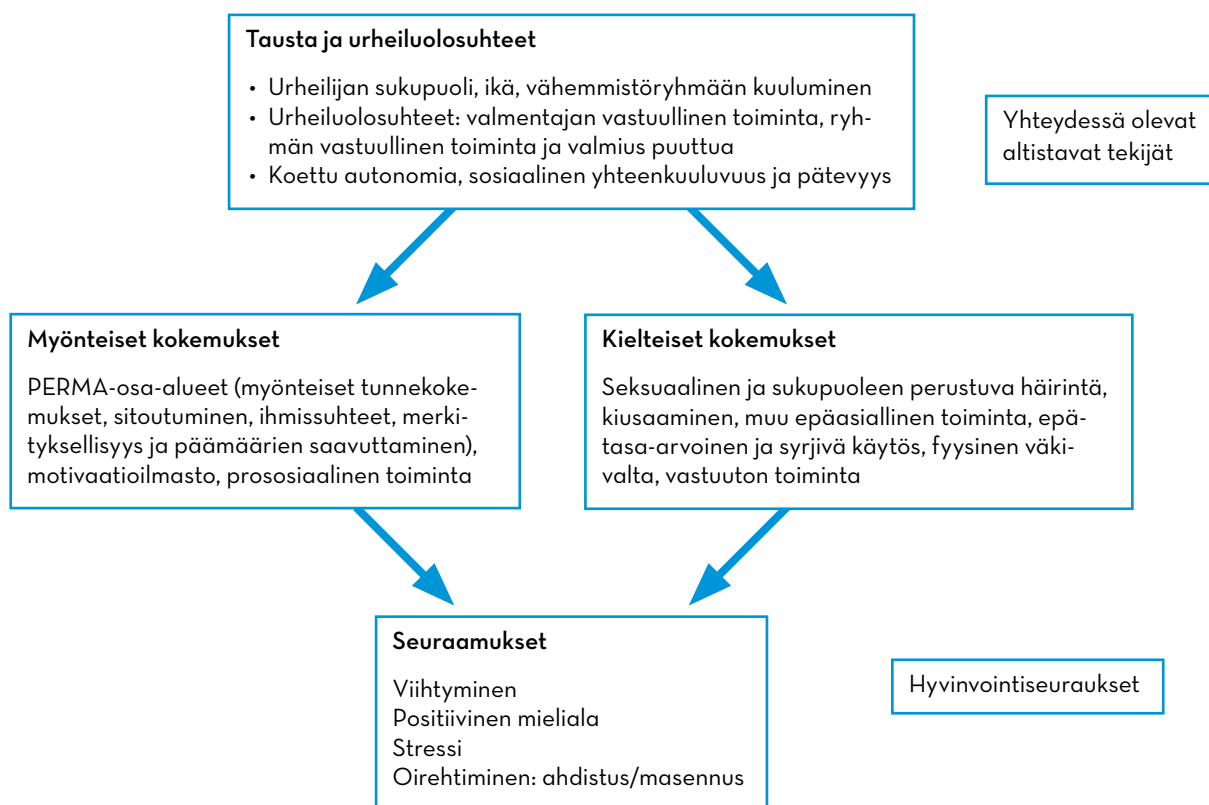 Tausta ja urheiluolosuhteet
• Urheilijan sukupuoli, ikä, vähemmistöryhmään kuuluminen
• Urheiluolosuhteet: valmentajan vastuullinen toiminta, ryh-
män vastuullinen toiminta ja valmius puuttua
• Koettu autonomia, sosiaalinen yhteenkuuluvuus ja pätevyys
Yhteydessä olevat
altistavat tekijät
Myönteiset kokemukset
PERMA-osa-alueet (myönteiset tunnekoke-
mukset, sitoutuminen, ihmissuhteet, merki-
tyksellisyys ja päämäärien saavuttaminen),
motivaatioilmasto, prososiaalinen toiminta
Kielteiset kokemukset
Seksuaalinen ja sukupuoleen perustuva häirintä,
kiusaaminen, muu epäasiallinen toiminta, epä-
tasa-arvoinen ja syrjivä käytös, fyysinen väki-
valta, vastuuton toiminta
Seuraamukset
Viihtyminen
Positiivinen mieliala
Stressi
Oirehtiminen: ahdistus/masennus
Hyvinvointiseuraukset